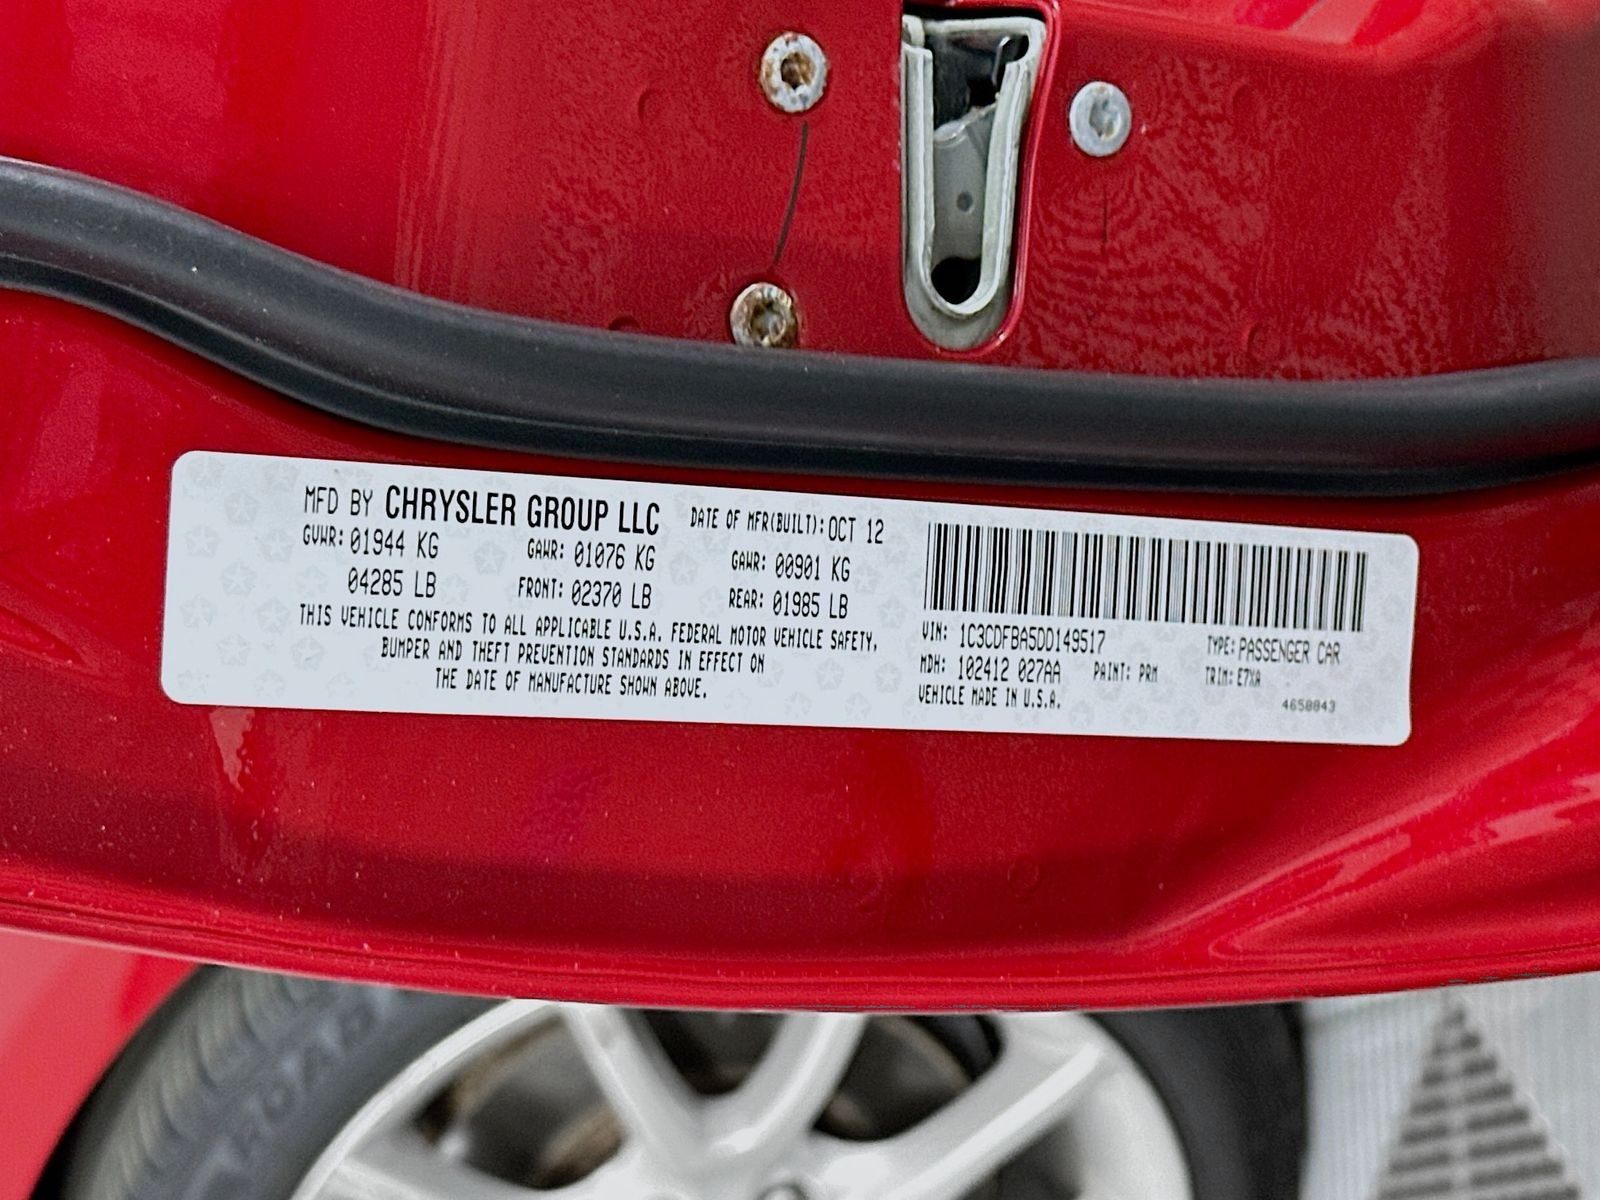 MFD BY CHRYSLER GROUP LLC DATE OF MFR(BUILT): OCT 12
GVWR: 01944 KG GAWR: 01076 KG GAWR: 00901 KG
04285 LB FRONT: 02370 LB REAR: 01985 LB
THIS VEHICLE CONFORMS TO ALL APPLICABLE U.S.A. FEDERAL MOTOR VEHICLE SAFETY,
BUMPER AND THEFT PREVENTION STANDARDS IN EFFECT ON
THE DATE OF MANUFACTURE SHOWN ABOVE.
VIN: 1C3CDFBA5DD149517 TYPE: PASSENGER CAR
MDH: 102412 027AA PAINT: PRM TRIM: E7XA
VEHICLE MADE IN U.S.A. 4650043
ROAD